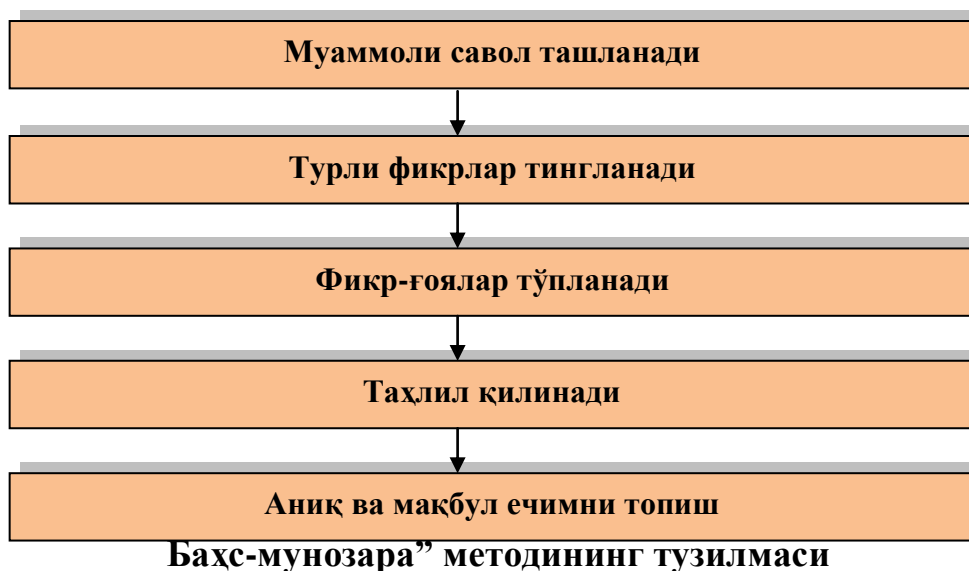 Муаммоли савол ташланади
Турли фикрлар тингланади
Фикр-ғоялар тўпланади
Таҳлил қилинади
Аниқ ва мақбул ечимни топиш
Баҳс-мунозара” методининг тузилмаси